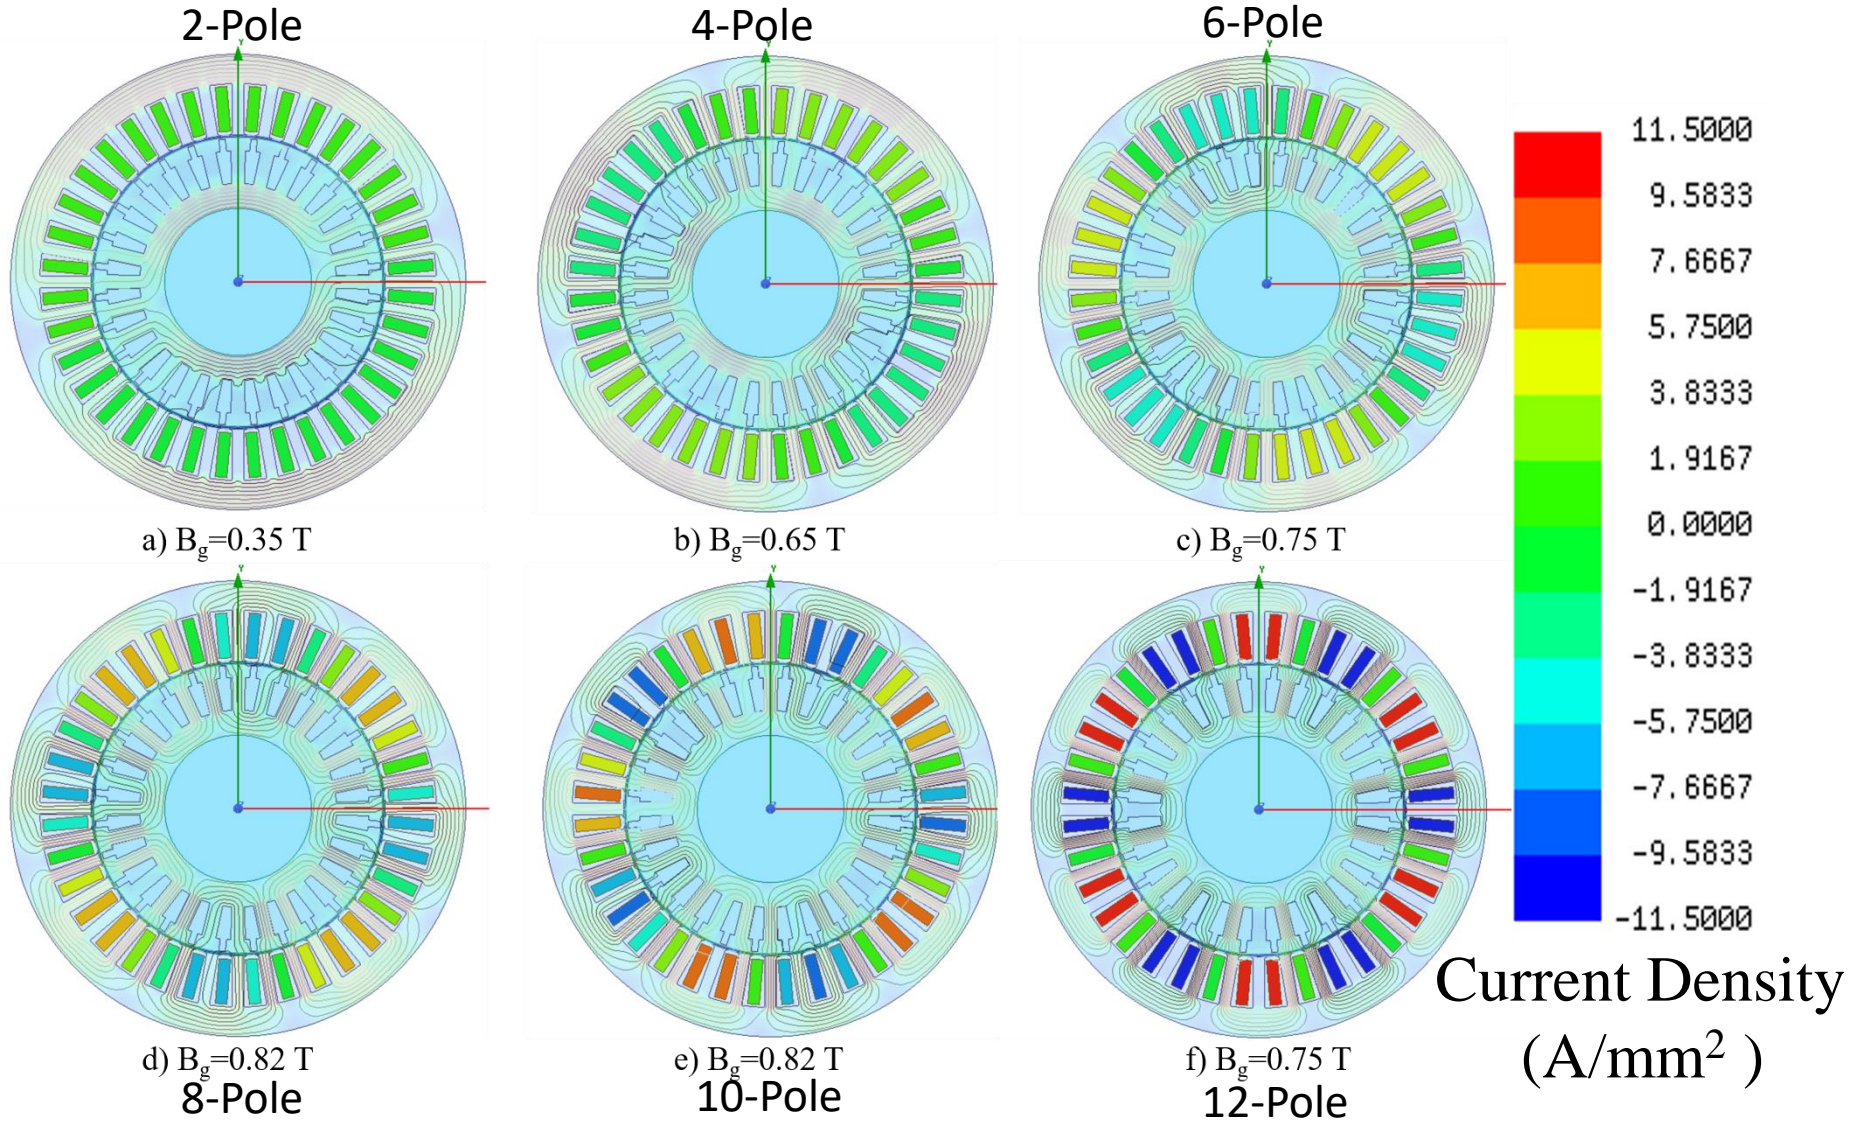 2-Pole
4-Pole
6-Pole
Y
Y
Y
a) Bg=0.35 T
b) Bg=0.65 T
c) Bg=0.75 T
11.5000
9.5833
7.6667
5.7500
3.8333
1.9167
0.0000
-1.9167
-3.8333
-5.7500
-7.6667
-9.5833
-11.5000
Current Density
(A/mm²)
Y
Y
Y
d) Bg=0.82 T
e) Bg=0.82 T
f) Bg=0.75 T
8-Pole
10-Pole
12-Pole